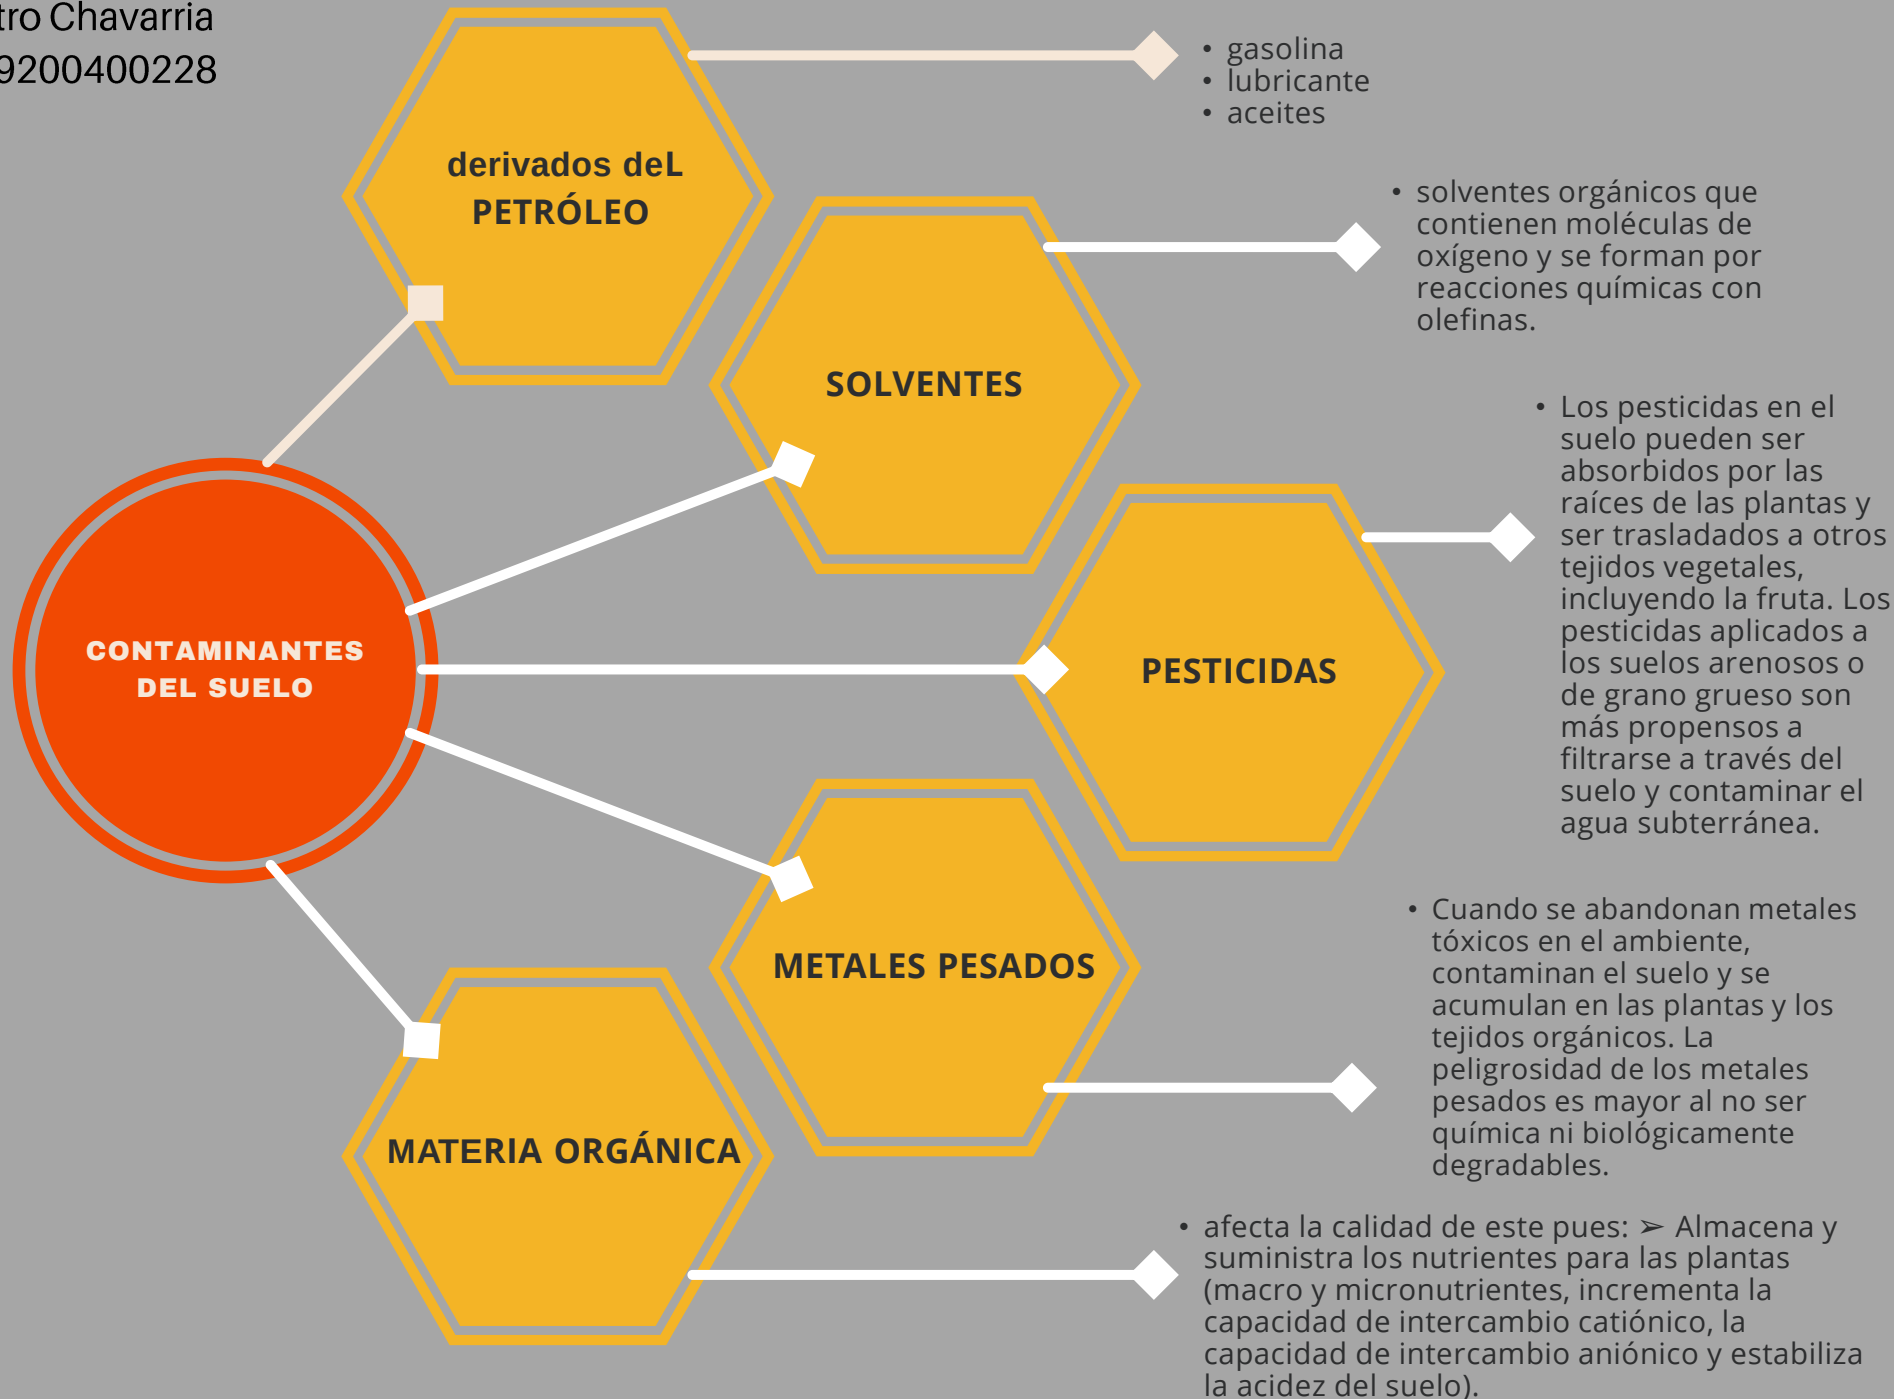 tro Chavarria
9200400228
derivados deL
PETRÓLEO
• gasolina
• lubricante
• aceites
SOLVENTES
• solventes orgánicos que
contienen moléculas de
oxígeno y se forman por
reacciones químicas con
olefinas.
CONTAMINANTES
DEL SUELO
PESTICIDAS
• Los pesticidas en el
suelo pueden ser
absorbidos por las
raíces de las plantas y
ser trasladados a otros
tejidos vegetales,
incluyendo la fruta. Los
pesticidas aplicados a
los suelos arenosos o
de grano grueso son
más propensos a
filtrarse a través del
suelo y contaminar el
agua subterránea.
METALES PESADOS
• Cuando se abandonan metales
tóxicos en el ambiente,
contaminan el suelo y se
acumulan en las plantas y los
tejidos orgánicos. La
peligrosidad de los metales
pesados es mayor al no ser
química ni biológicamente
degradables.
MATERIA ORGÁNICA
• afecta la calidad de este pues: ➢ Almacena y
suministra los nutrientes para las plantas
(macro y micronutrientes, incrementa la
capacidad de intercambio catiónico, la
capacidad de intercambio aniónico y estabiliza
la acidez del suelo).